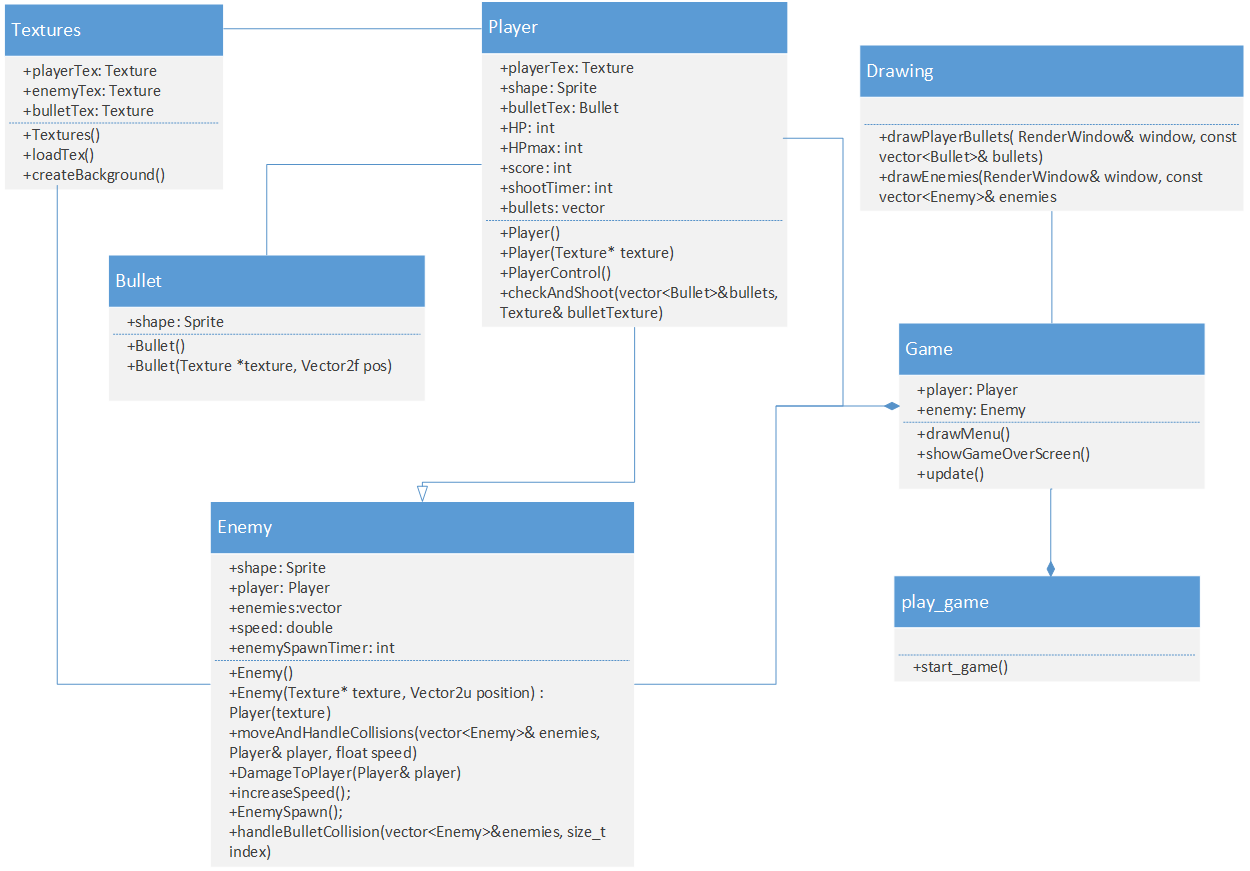 Textures
+playerTex: Texture
+enemyTex: Texture
+bulletTex: Texture
+Textures()
+loadTex()
+createBackground()
Player
+playerTex: Texture
+shape: Sprite
+bulletTex: Bullet
+HP: int
+HPmax: int
+score: int
+shootTimer: int
+bullets: vector
+Player()
+Player(Texture* texture)
+PlayerControl()
+checkAndShoot(vector<Bullet>&bullets,
Texture& bulletTexture)
Drawing
+drawPlayerBullets( RenderWindow& window, const
vector<Bullet>& bullets)
+drawEnemies(RenderWindow& window, const
vector<Enemy>& enemies
Bullet
+shape: Sprite
+Bullet()
+Bullet(Texture *texture, Vector2f pos)
Game
+player: Player
+enemy: Enemy
+drawMenu()
+showGameOverScreen()
+update()
Enemy
+shape: Sprite
+player: Player
+enemies:vector
+speed: double
+enemySpawnTimer: int
+Enemy()
+Enemy(Texture* texture, Vector2u position) :
Player(texture)
+moveAndHandleCollisions(vector<Enemy>& enemies,
Player& player, float speed)
+DamageToPlayer(Player& player)
+increaseSpeed();
+EnemySpawn();
+handleBulletCollision(vector<Enemy>&enemies, size_t
index)
play_game
+start_game()